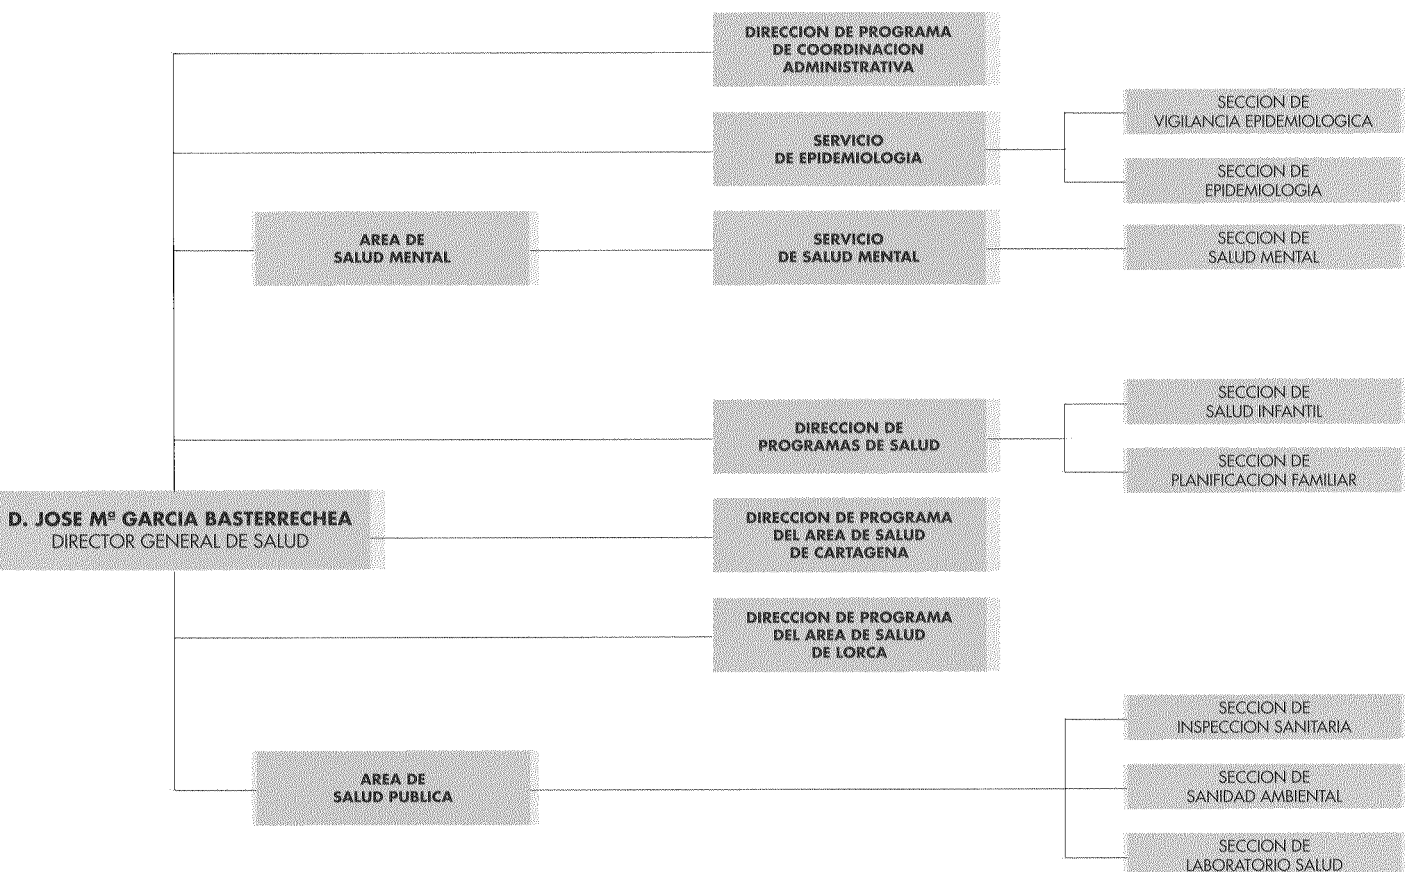 DIRECCION DE PROGRAMA
DE COORDINACION
ADMINISTRATIVA
SECCION DE
VIGILANCIA EPIDEMIOLOGICA
SERVICIO
DE EPIDEMIOLOGIA
SECCION DE
EPIDEMIOLOGIA
AREA DE
SALUD MENTAL
SERVICIO
DE SALUD MENTAL
SECCION DE
SALUD MENTAL
SECCION DE
SALUD INFANTIL
DIRECCION DE
PROGRAMAS DE SALUD
SECCION DE
PLANIFICACION FAMILIAR
D. JOSE Mª GARCIA BASTERRECHEA
DIRECTOR GENERAL DE SALUD
DIRECCION DE PROGRAMA
DEL AREA DE SALUD
DE CARTAGENA
DIRECCION DE PROGRAMA
DEL AREA DE SALUD
DE LORCA
SECCION DE
INSPECCION SANITARIA
AREA DE
SALUD PUBLICA
SECCION DE
SANIDAD AMBIENTAL
SECCION DE
LABORATORIO SALUD